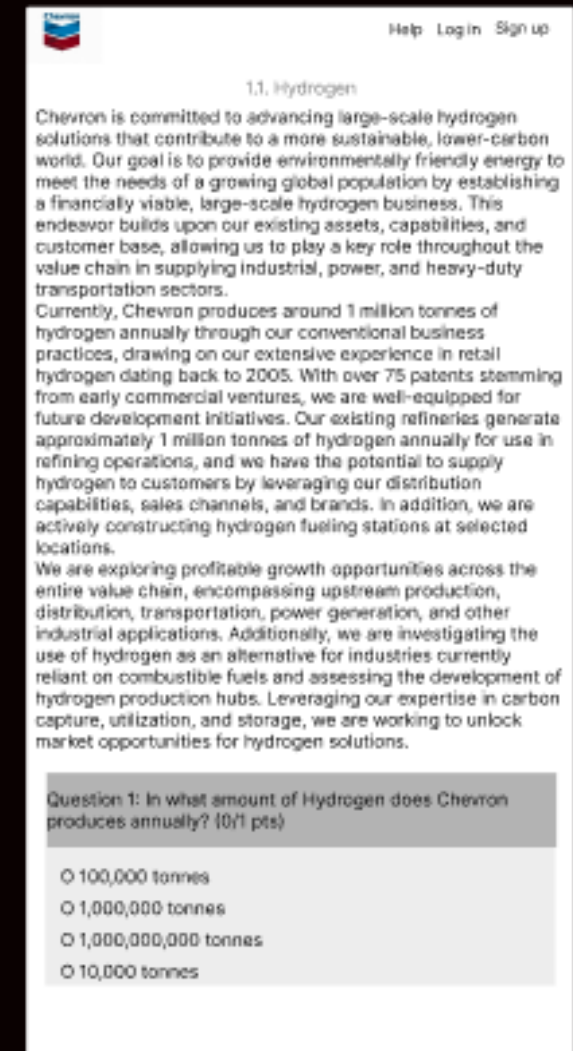 Chevron
Help Log in Sign up
1.1. Hydrogen
Chevron is committed to advancing large-scale hydrogen
solutions that contribute to a more sustainable, lower-carbon
world. Our goal is to provide environmentally friendly energy to
meet the needs of a growing global population by establishing
a financially viable, large-scale hydrogen business. This
endeavor builds upon our existing assets, capabilities, and
customer base, allowing us to play a key role throughout the
value chain in supplying industrial, power, and heavy-duty
transportation sectors.
Currently, Chevron produces around 1 million tonnes of
hydrogen annually through our conventional business
practices, drawing on our extensive experience in retail
hydrogen dating back to 2005. With over 75 patents stemming
from early commercial ventures, we are well-equipped for
future development initiatives. Our existing refineries generate
approximately 1 million tonnes of hydrogen annually for use in
refining operations, and we have the potential to supply
hydrogen to customers by leveraging our distribution
capabilities, sales channels, and brands. In addition, we are
actively constructing hydrogen fueling stations at selected
locations.
We are exploring profitable growth opportunities across the
entire value chain, encompassing upstream production,
distribution, transportation, power generation, and other
industrial applications. Additionally, we are investigating the
use of hydrogen as an alternative for industries currently
reliant on combustible fuels and assessing the development of
hydrogen production hubs. Leveraging our expertise in carbon
capture, utilization, and storage, we are working to unlock
market opportunities for hydrogen solutions.
Question 1: In what amount of Hydrogen does Chevron
produces annually? (0/1 pts)
O 100,000 tonnes
O 1,000,000 tonnes
O 1,000,000,000 tonnes
O 10,000 tonnes